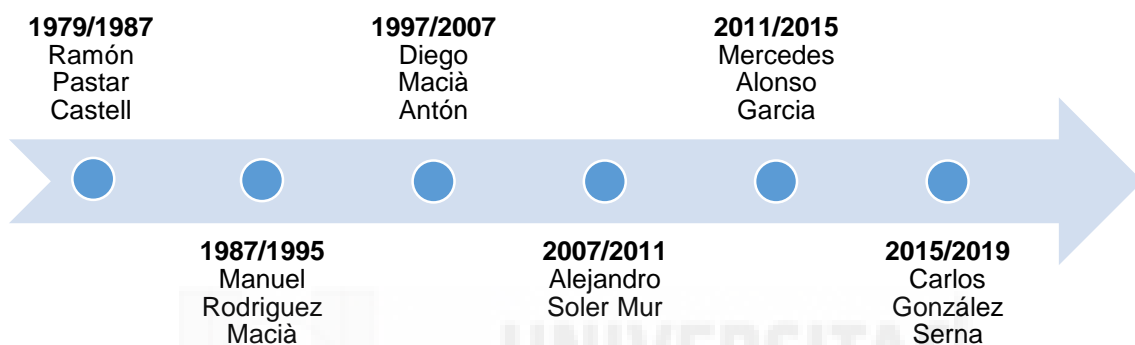 1979/1987
Ramón
Pastar
Castell
1987/1995
Manuel
Rodriguez
Macià
1997/2007
Diego
Macià
Antón
2007/2011
Alejandro
Soler Mur
2011/2015
Mercedes
Alonso
Garcia
2015/2019
Carlos
González
Serna
UNIVERSITA